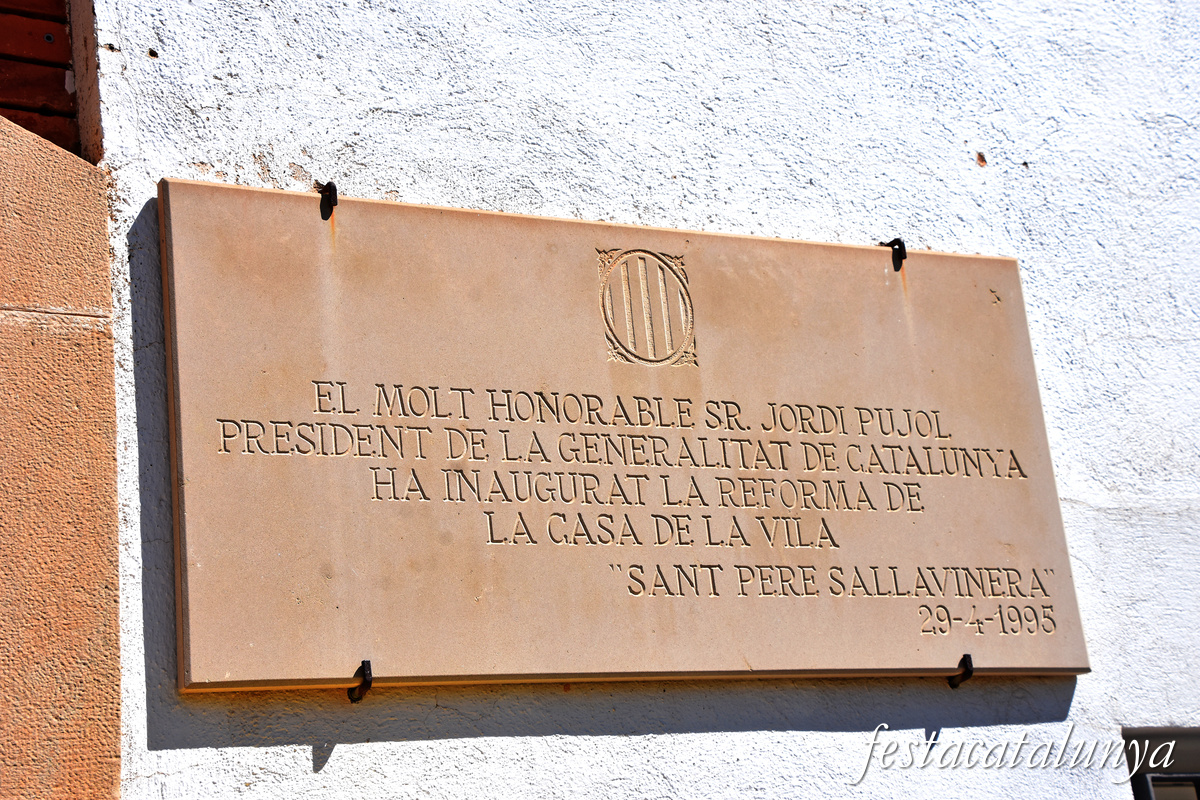 EL MOLT HONORABLE SR. JORDI PUJOL
PRESIDENT DE LA GENERALITAT DE CATALUNYA
HA INAUGURAT LA REFORMA DE
LA CASA DE LA VILA
"SANT PERE SALLAVINERA"
29-4-1995
festacatalunya